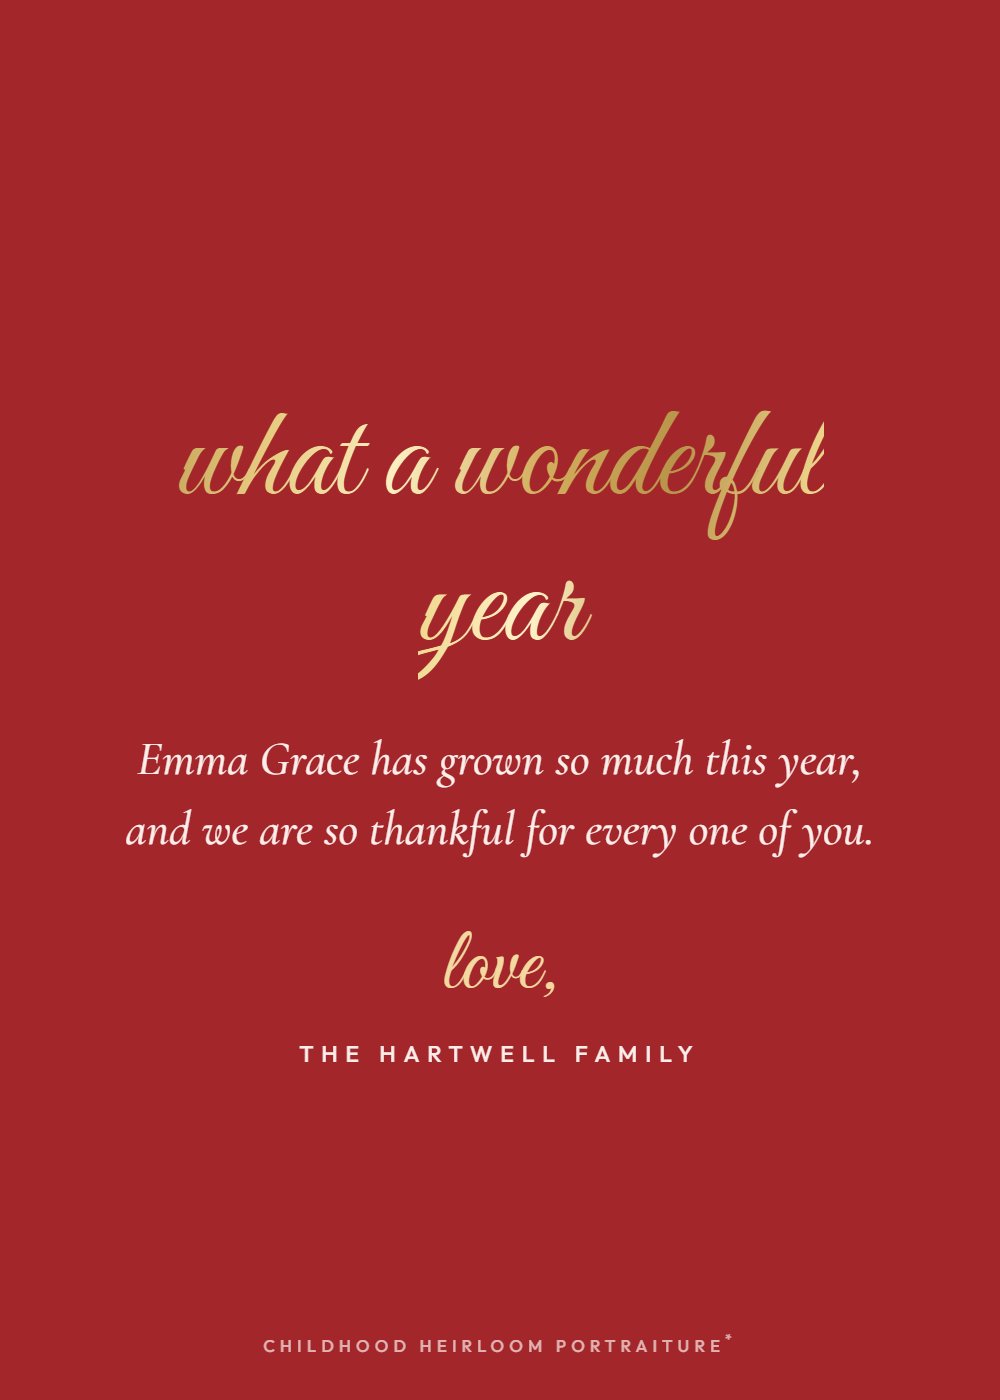 what a wonderful
year
Emma Grace has grown so much this year,
and we are so thankful for every one of you.
love,
THE HARTWELL FAMILY
CHILDHOOD HEIRLOOM PORTRAITURE*